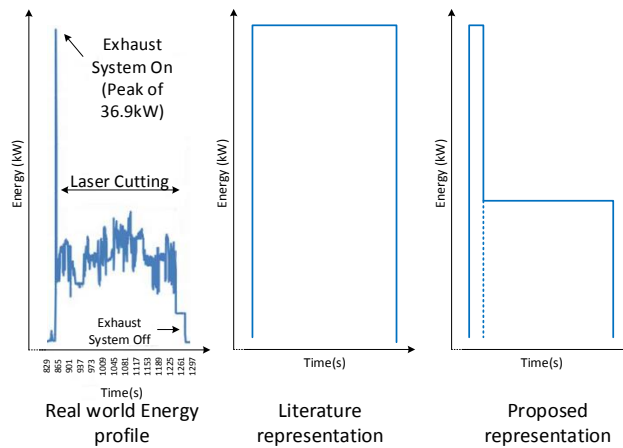 Exhaust
System On
(Peak of
36.9kW)
Energy (kW)
Laser Cutting
Exhaust
System Off
829
865
901
937
973
1009
1045
1081
1117
1153
1189
1225
1261
1297
Time(s)
Real world Energy
profile
Energy (kW)
Time(s)
Literature
representation
Energy (kW)
Time(s)
Proposed
representation